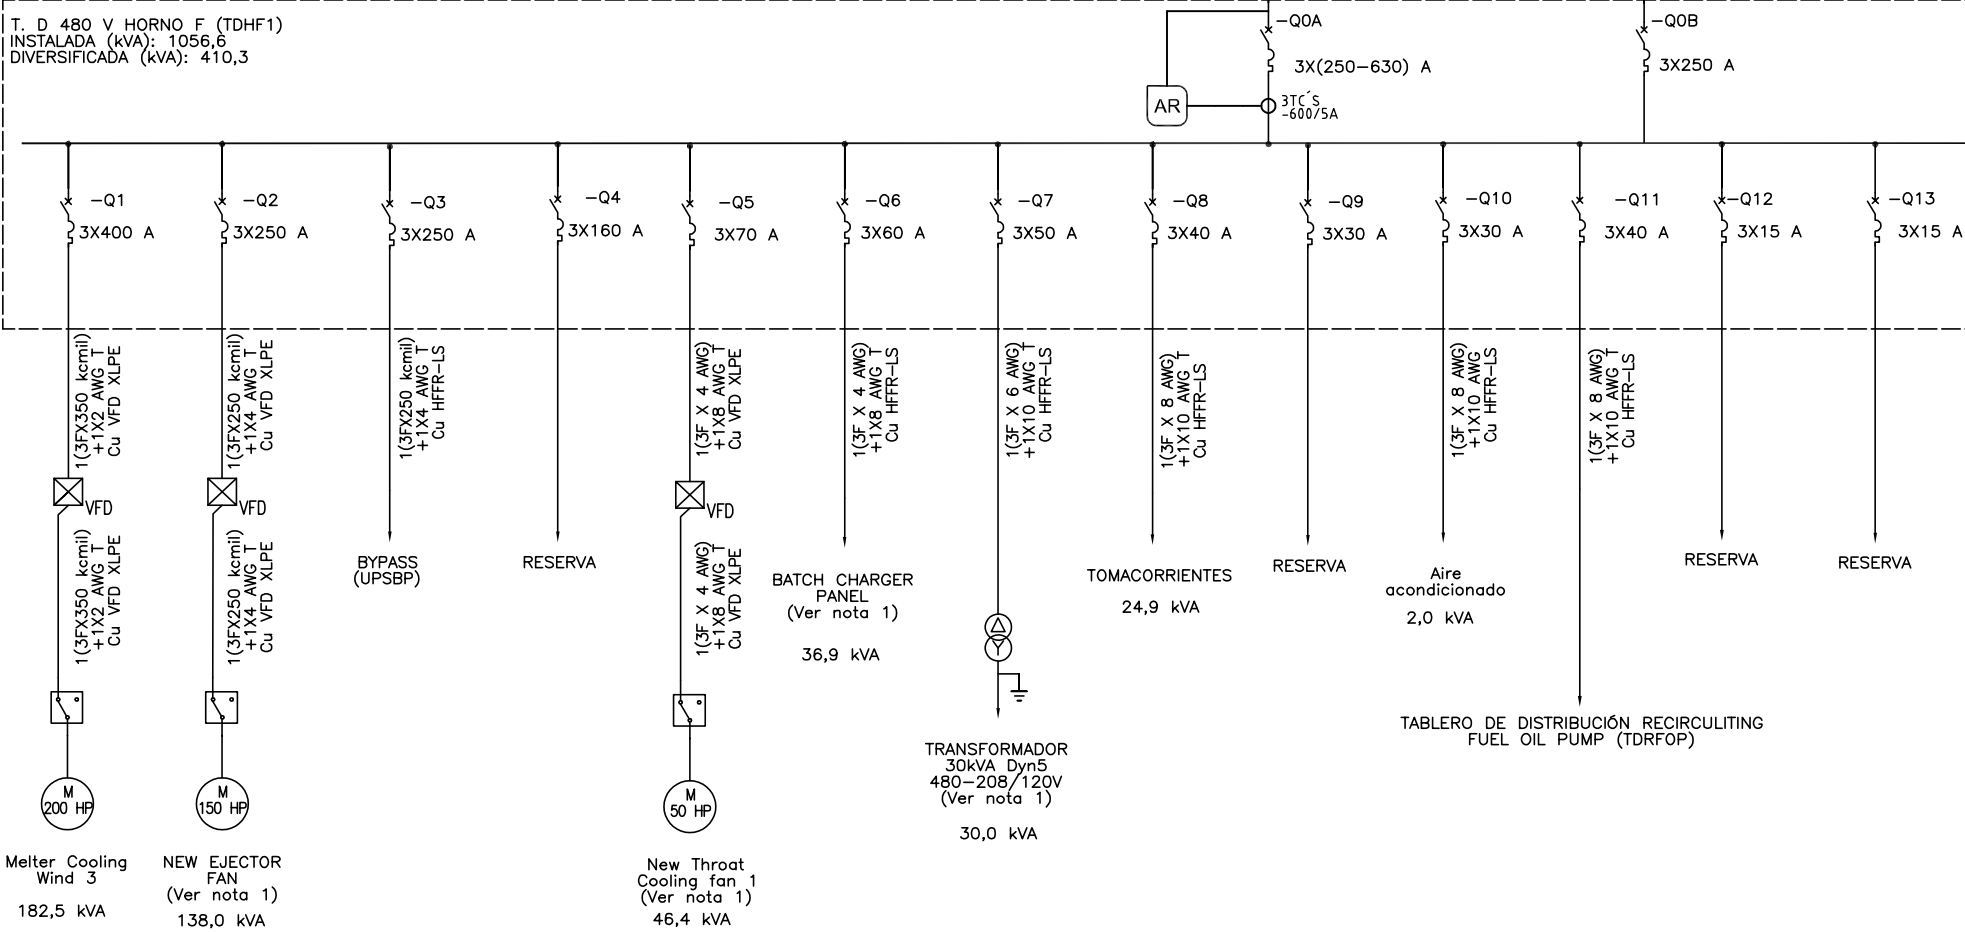 T. D 480 V HORNO F (TDHF1)
INSTALADA (kVA): 1056,6
DIVERSIFICADA (kVA): 410,3
-Q0A
3X(250-630) A
AR
3TC´S
-600/5A
-Q0B
3X250 A
-Q1
3X400 A
-Q2
3X250 A
-Q3
3X250 A
-Q4
3X160 A
-Q5
3X70 A
-Q6
3X60 A
-Q7
3X50 A
-Q8
3X40 A
-Q9
3X30 A
-Q10
3X30 A
-Q11
3X40 A
-Q12
3X15 A
-Q13
3X15 A
1(3FX350 kcmil)
+1X2 AWG T
Cu VFD XLPE
VFD
1(3FX350 kcmil)
+1X2 AWG T
Cu VFD XLPE
M
200 HP
Melter Cooling
Wind 3
182,5 kVA
1(3FX250 kcmil)
+1X4 AWG T
Cu VFD XLPE
VFD
1(3FX250 kcmil)
+1X4 AWG T
Cu VFD XLPE
M
150 HP
NEW EJECTOR
FAN
(Ver nota 1)
138,0 kVA
1(3FX250 kcmil)
+1X4 AWG T
Cu HFFR-LS
BYPASS
(UPSBP)
RESERVA
1(3F X 4 AWG)
+1X8 AWG T
Cu VFD XLPE
VFD
1(3F X 4 AWG)
+1X8 AWG T
Cu VFD XLPE
M
50 HP
New Throat
Cooling fan 1
(Ver nota 1)
46,4 kVA
1(3F X 4 AWG)
+1X8 AWG T
Cu HFFR-LS
BATCH CHARGER
PANEL
(Ver nota 1)
36,9 kVA
1(3F X 6 AWG)
+1X10 AWG T
Cu HFFR-LS
TRANSFORMADOR
30kVA Dyn5
480-208/120V
(Ver nota 1)
30,0 kVA
1(3F X 8 AWG)
+1X10 AWG T
Cu HFFR-LS
TOMACORRIENTES
24,9 kVA
RESERVA
1(3F X 8 AWG)
+1X10 AWG
Cu HFFR-LS
Aire
acondicionado
2,0 kVA
1(3F X 8 AWG)
+1X10 AWG T
Cu HFFR-LS
TABLERO DE DISTRIBUCIÓN RECIRCULITING
FUEL OIL PUMP (TDRFOP)
RESERVA
RESERVA